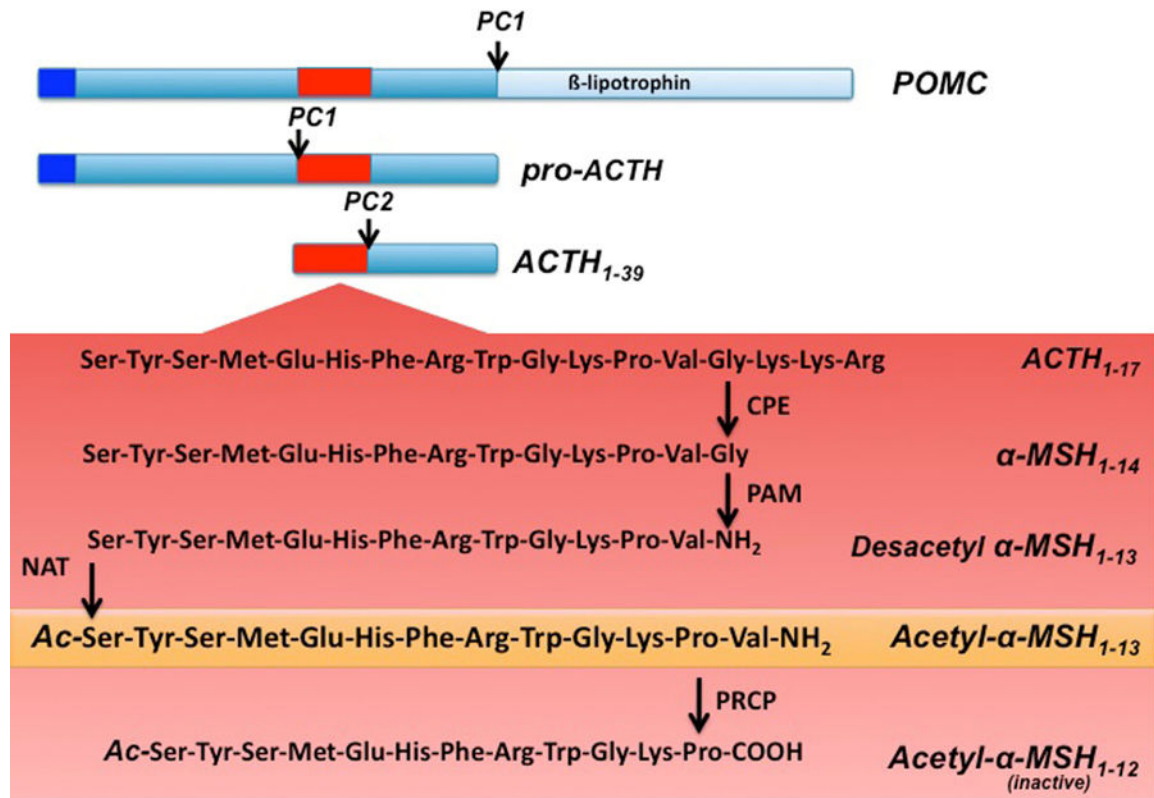 PC1
ß-lipotrophin POMC
PC1
pro-ACTH
PC2
ACTH1-39
Ser-Tyr-Ser-Met-Glu-His-Phe-Arg-Trp-Gly-Lys-Pro-Val-Gly-Lys-Lys-Arg ACTH1-17
CPE
Ser-Tyr-Ser-Met-Glu-His-Phe-Arg-Trp-Gly-Lys-Pro-Val-Gly α-MSH1-14
PAM
Ser-Tyr-Ser-Met-Glu-His-Phe-Arg-Trp-Gly-Lys-Pro-Val-NH2 Desacetyl α-MSH1-13
NAT
Ac-Ser-Tyr-Ser-Met-Glu-His-Phe-Arg-Trp-Gly-Lys-Pro-Val-NH2 Acetyl-α-MSH1-13
PRCP
Ac-Ser-Tyr-Ser-Met-Glu-His-Phe-Arg-Trp-Gly-Lys-Pro-COOH Acetyl-α-MSH1-12
(inactive)